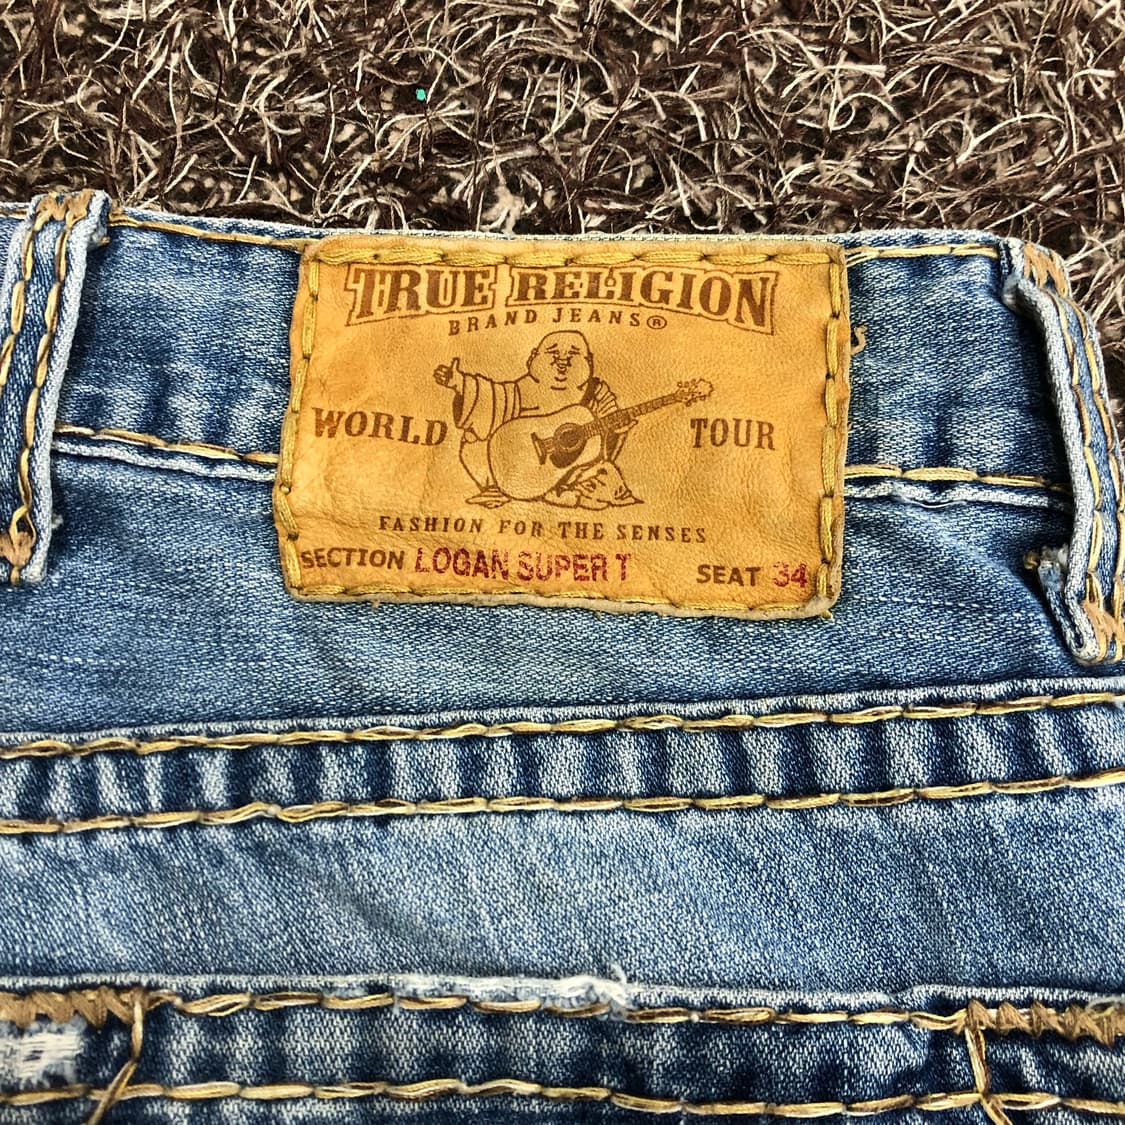 TRUE RELIGION
BRAND JEANS®
WORLD TOUR
FASHION FOR THE SENSES
SECTION LOGAN SUPER T SEAT 34